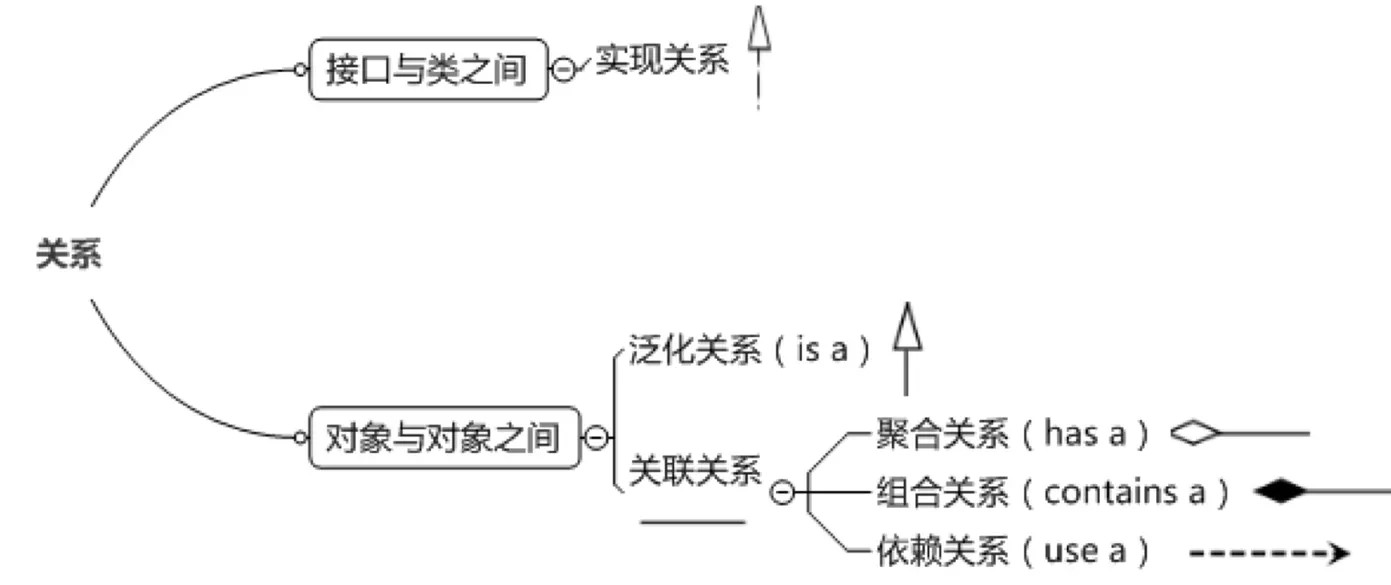 接口与类之间
实现关系
关系
泛化关系（is a）
对象与对象之间
关联关系
聚合关系（has a）
组合关系（contains a）
依赖关系（use a）